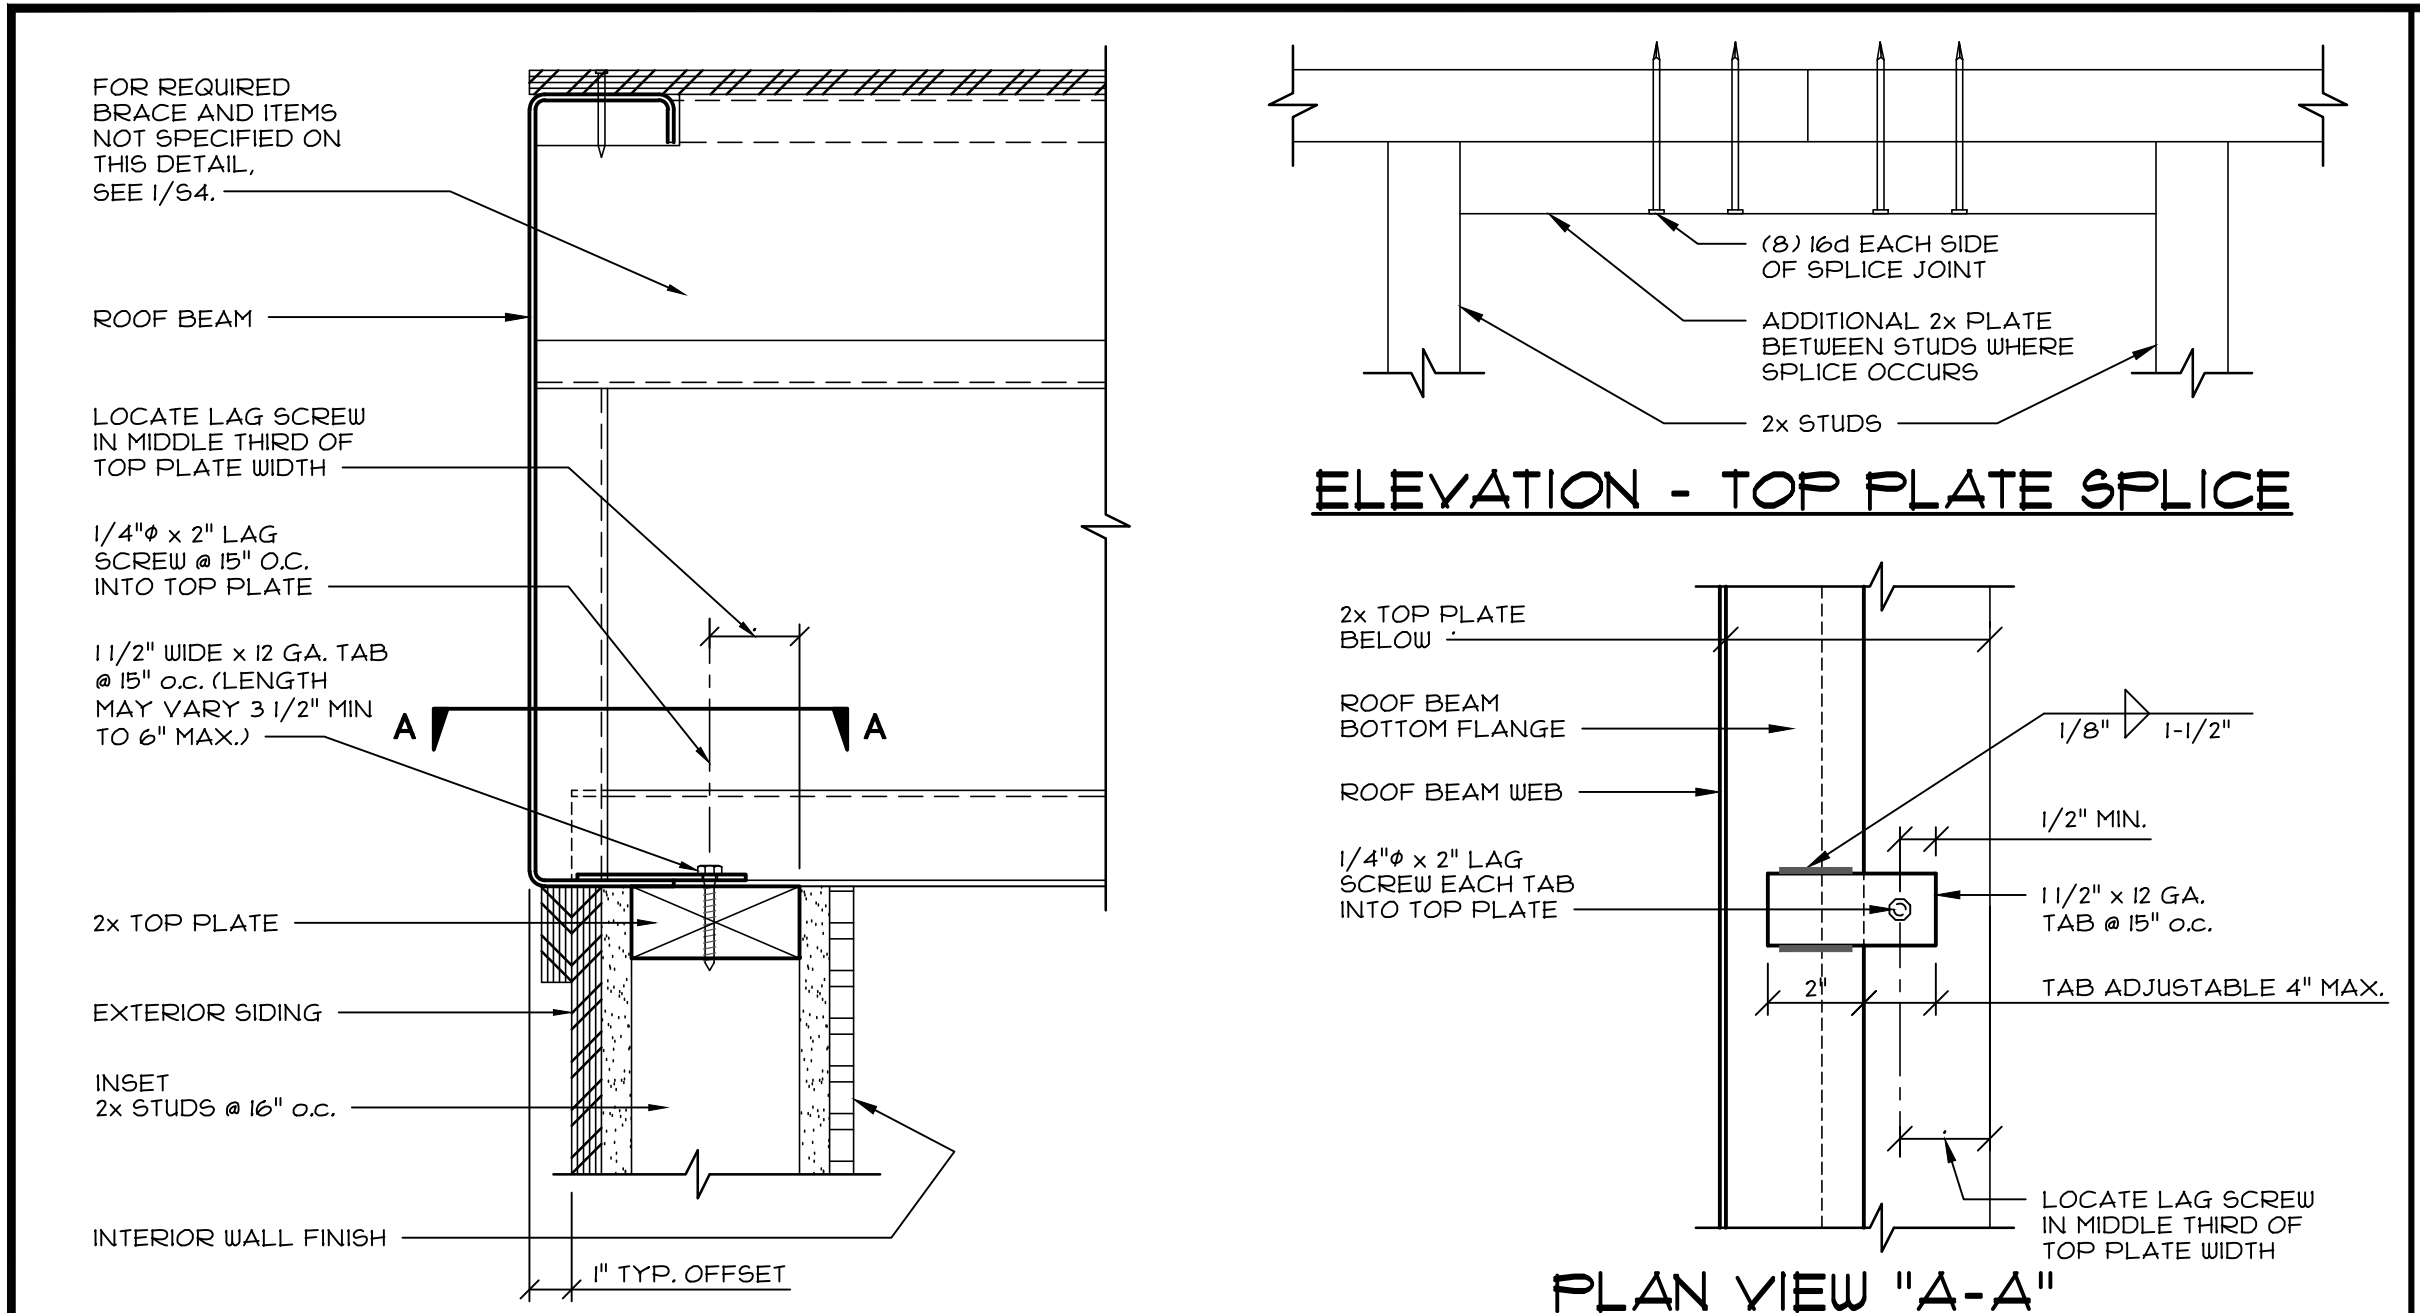 FOR REQUIRED
BRACE AND ITEMS
NOT SPECIFIED ON
THIS DETAIL,
SEE 1/S4.
ROOF BEAM
LOCATE LAG SCREW
IN MIDDLE THIRD OF
TOP PLATE WIDTH
1/4"ϕ x 2" LAG
SCREW @ 15" O.C.
INTO TOP PLATE
1 1/2" WIDE x 12 GA. TAB
@ 15" o.c. (LENGTH
MAY VARY 3 1/2" MIN
TO 6" MAX.)
A A
2x TOP PLATE
EXTERIOR SIDING
INSET
2x STUDS @ 16" o.c.
INTERIOR WALL FINISH
1" TYP. OFFSET
(8) 16d EACH SIDE
OF SPLICE JOINT
ADDITIONAL 2x PLATE
BETWEEN STUDS WHERE
SPLICE OCCURS
2x STUDS
ELEVATION - TOP PLATE SPLICE
2x TOP PLATE
BELOW
ROOF BEAM
BOTTOM FLANGE
ROOF BEAM WEB
1/4"ϕ x 2" LAG
SCREW EACH TAB
INTO TOP PLATE
1/8" 1-1/2"
1/2" MIN.
1 1/2" x 12 GA.
TAB @ 15" o.c.
2"
TAB ADJUSTABLE 4" MAX.
LOCATE LAG SCREW
IN MIDDLE THIRD OF
TOP PLATE WIDTH
PLAN VIEW "A-A"